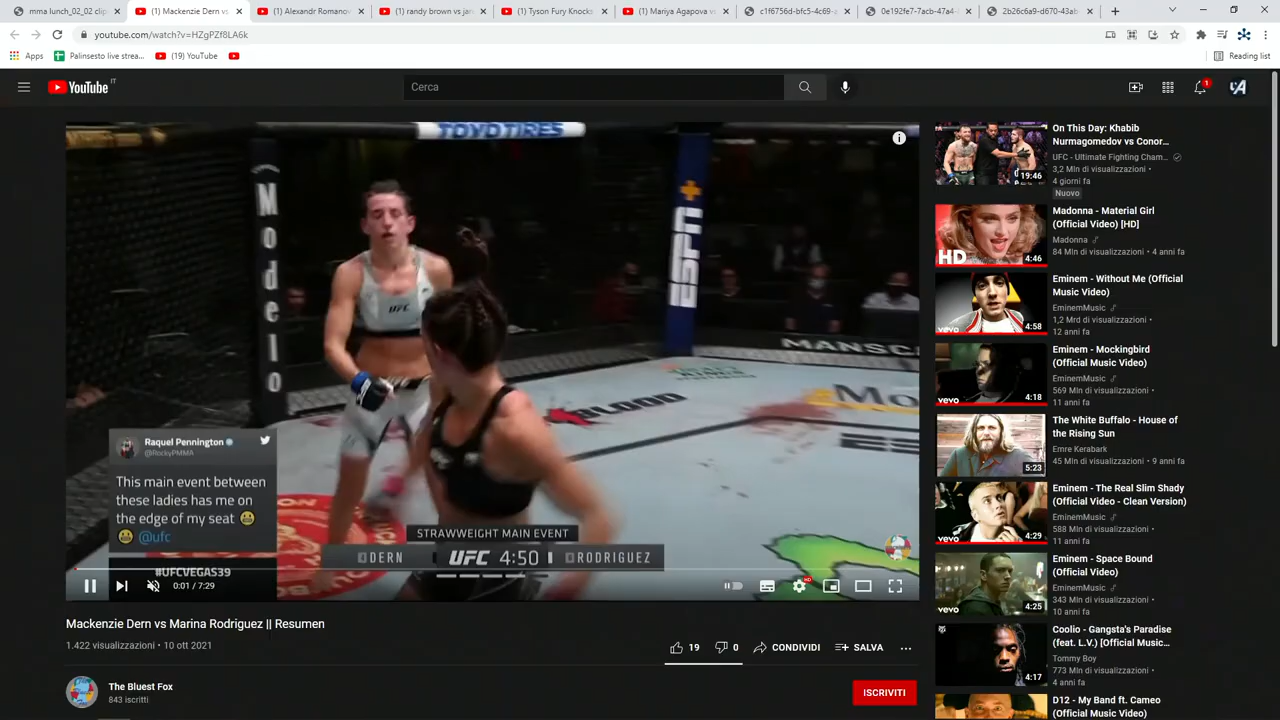 mma lunch_02_02 clip
(1) Mackenzie Dern vs
(1) Alexandr Romanov
(1) randy brown vs jar
(1) Tyson Fury knocks
(1) Mariya Agapova vs
c1f6756d-bfc5-4c69-a
0e192fe7-7acb-47a4-
2b26c6a9-d670-43ab
youtube.com/watch?v=HZgPZf8LA6k
Apps
Palinsesto live strea...
(19) YouTube
Reading list
YouTube IT
Cerca
1
TOYOTIRES
Modelo
ESPN+
UFC
MANSC
Raquel Pennington
@RockyPMMA
This main event between
these ladies has me on
the edge of my seat
@ufc
#UFCVEGAS39
STRAWWEIGHT MAIN EVENT
DERN UFC 4:50 RODRIGUEZ
0:01 / 7:29
HD
Mackenzie Dern vs Marina Rodriguez || Resumen
1.422 visualizzazioni • 10 ott 2021
19
0
CONDIVIDI
SALVA
The Bluest Fox
843 iscritti
ISCRIVITI
19:46
On This Day: Khabib
Nurmagomedov vs Conor...
UFC - Ultimate Fighting Cham...
3,2 Mln di visualizzazioni •
4 giorni fa
Nuovo
HD
4:46
Madonna - Material Girl
(Official Video) [HD]
Madonna
84 Mln di visualizzazioni • 4 anni fa
vevo
4:58
Eminem - Without Me (Official
Music Video)
EminemMusic
1,2 Mrd di visualizzazioni •
12 anni fa
vevo
4:18
Eminem - Mockingbird
(Official Music Video)
EminemMusic
569 Mln di visualizzazioni •
11 anni fa
5:23
The White Buffalo - House of
the Rising Sun
Emre Kerabark
45 Mln di visualizzazioni • 9 anni fa
vevo
4:29
Eminem - The Real Slim Shady
(Official Video - Clean Version)
EminemMusic
588 Mln di visualizzazioni •
11 anni fa
vevo
4:25
Eminem - Space Bound
(Official Video)
EminemMusic
343 Mln di visualizzazioni •
10 anni fa
4:17
Coolio - Gangsta's Paradise
(feat. L.V.) [Official Music...
Tommy Boy
773 Mln di visualizzazioni •
4 anni fa
D12 - My Band ft. Cameo
(Official Music Video)